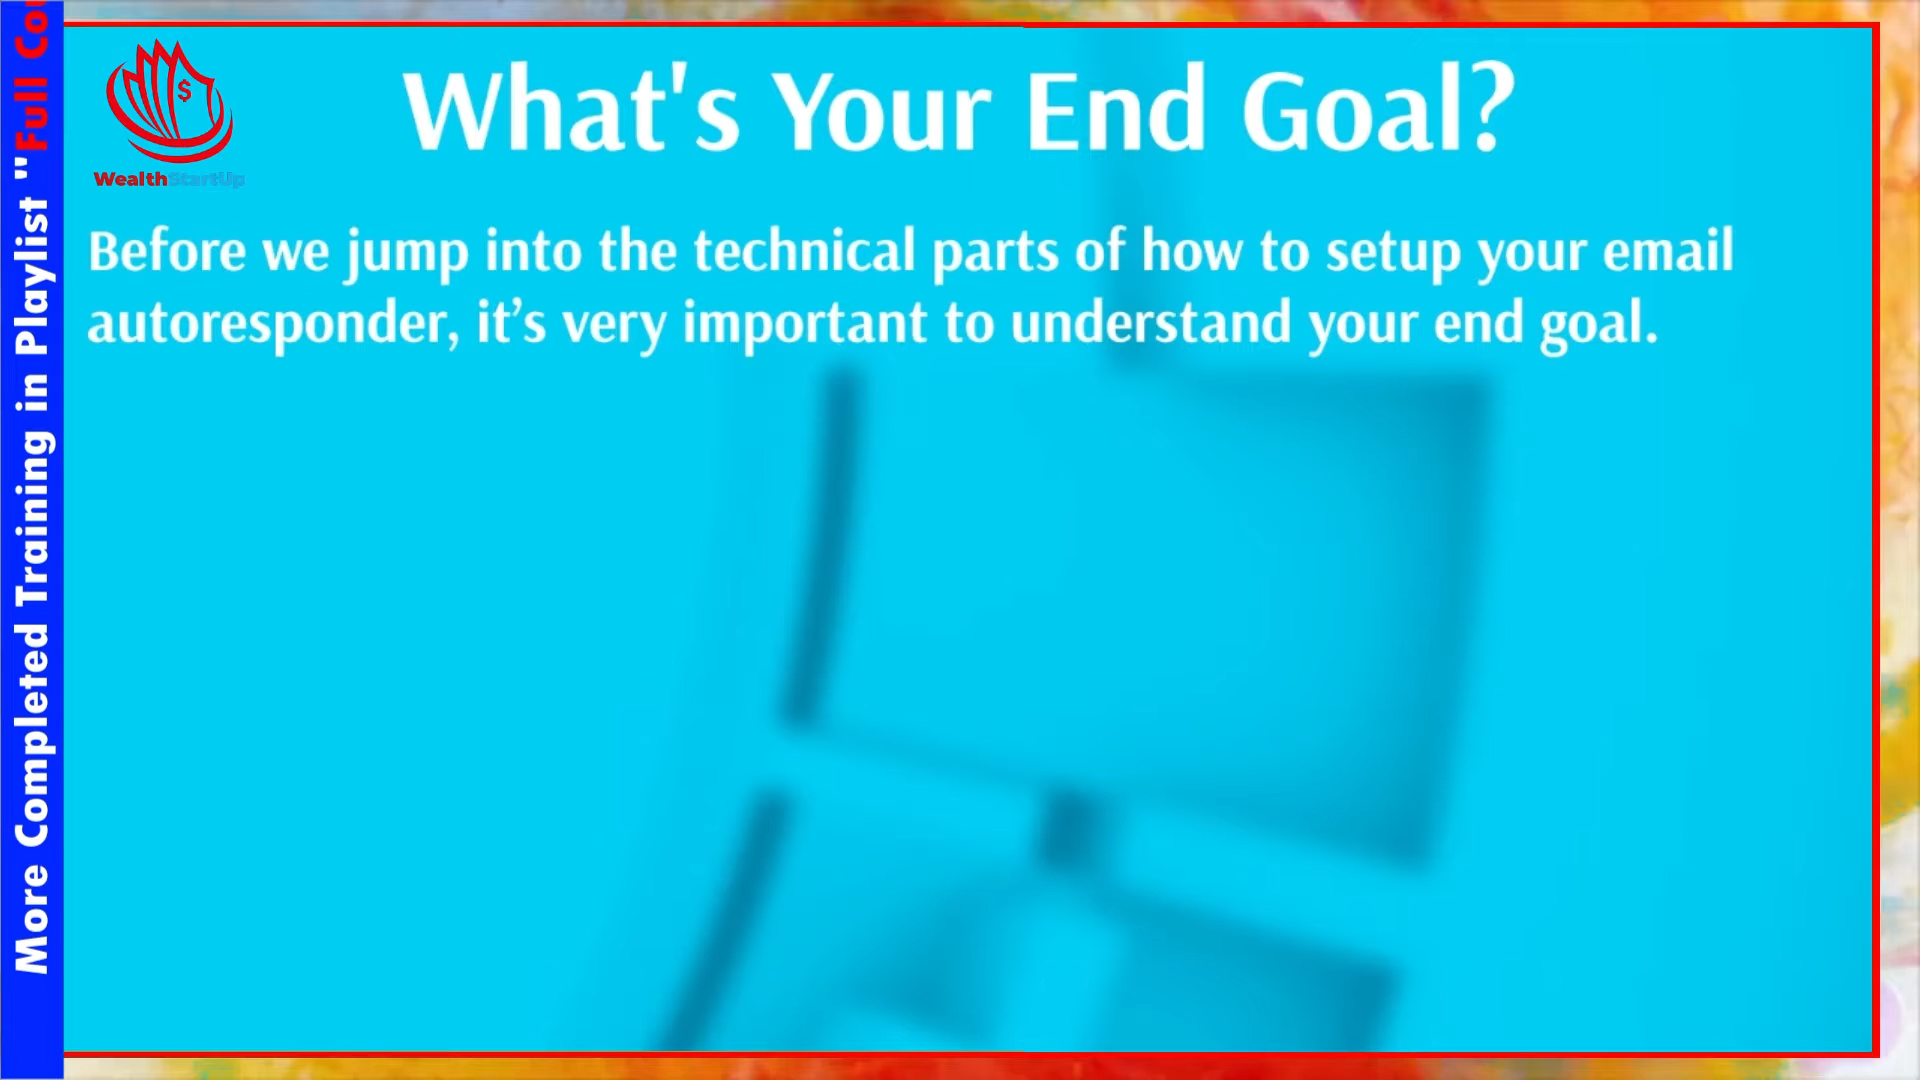 What's Your End Goal?
$
WealthStartUp
Before we jump into the technical parts of how to setup your email
autoresponder, it’s very important to understand your end goal.
More Completed Training in Playlist "Full